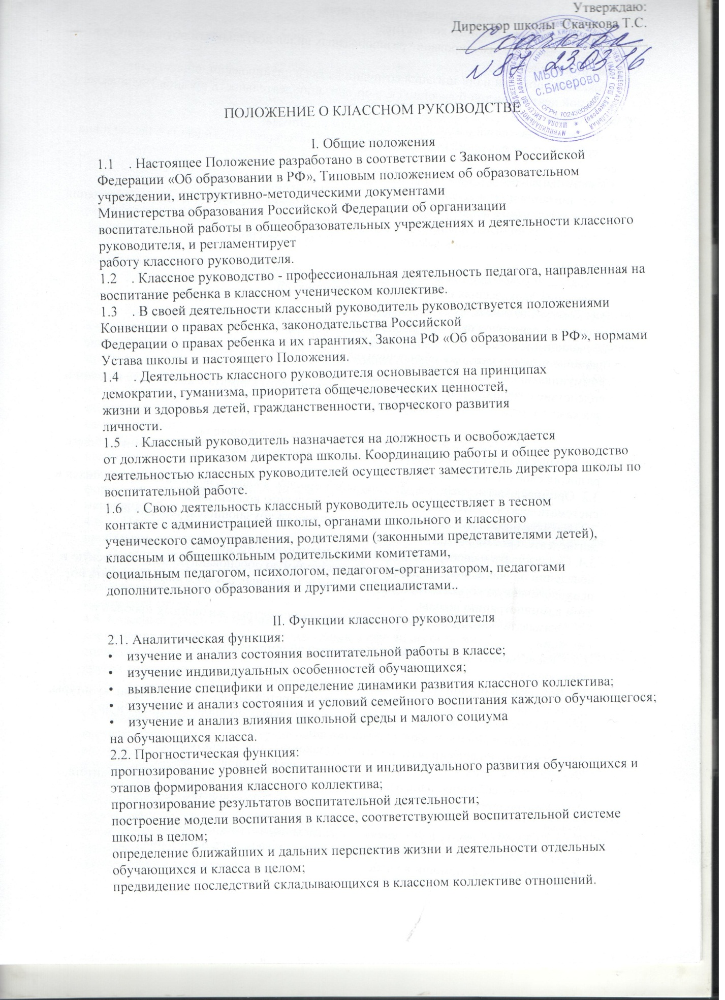 Утверждаю:
Директор школы Скачкова Т.С.
Скачкова
N 87 23.03.16
МБОУ СОШ
с.Бисерово
ОГРН 1024300966051
ПОЛОЖЕНИЕ О КЛАССНОМ РУКОВОДСТВЕ
I. Общие положения
1.1 . Настоящее Положение разработано в соответствии с Законом Российской
Федерации «Об образовании в РФ», Типовым положением об образовательном
учреждении, инструктивно-методическими документами
Министерства образования Российской Федерации об организации
воспитательной работы в общеобразовательных учреждениях и деятельности классного
руководителя, и регламентирует
работу классного руководителя.
1.2 . Классное руководство - профессиональная деятельность педагога, направленная на
воспитание ребенка в классном ученическом коллективе.
1.3 . В своей деятельности классный руководитель руководствуется положениями
Конвенции о правах ребенка, законодательства Российской
Федерации о правах ребенка и их гарантиях, Закона РФ «Об образовании в РФ», нормами
Устава школы и настоящего Положения.
1.4 . Деятельность классного руководителя основывается на принципах
демократии, гуманизма, приоритета общечеловеческих ценностей,
жизни и здоровья детей, гражданственности, творческого развития
личности.
1.5 . Классный руководитель назначается на должность и освобождается
от должности приказом директора школы. Координацию работы и общее руководство
деятельностью классных руководителей осуществляет заместитель директора школы по
воспитательной работе.
1.6 . Свою деятельность классный руководитель осуществляет в тесном
контакте с администрацией школы, органами школьного и классного
ученического самоуправления, родителями (законными представителями детей),
классным и общешкольным родительскими комитетами,
социальным педагогом, психологом, педагогом-организатором, педагогами
дополнительного образования и другими специалистами..
II. Функции классного руководителя
2.1. Аналитическая функция:
• изучение и анализ состояния воспитательной работы в классе;
• изучение индивидуальных особенностей обучающихся;
• выявление специфики и определение динамики развития классного коллектива;
• изучение и анализ состояния и условий семейного воспитания каждого обучающегося;
• изучение и анализ влияния школьной среды и малого социума
на обучающихся класса.
2.2. Прогностическая функция:
прогнозирование уровней воспитанности и индивидуального развития обучающихся и
этапов формирования классного коллектива;
прогнозирование результатов воспитательной деятельности;
построение модели воспитания в классе, соответствующей воспитательной системе
школы в целом;
определение ближайших и дальних перспектив жизни и деятельности отдельных
обучающихся и класса в целом;
предвидение последствий складывающихся в классном коллективе отношений.